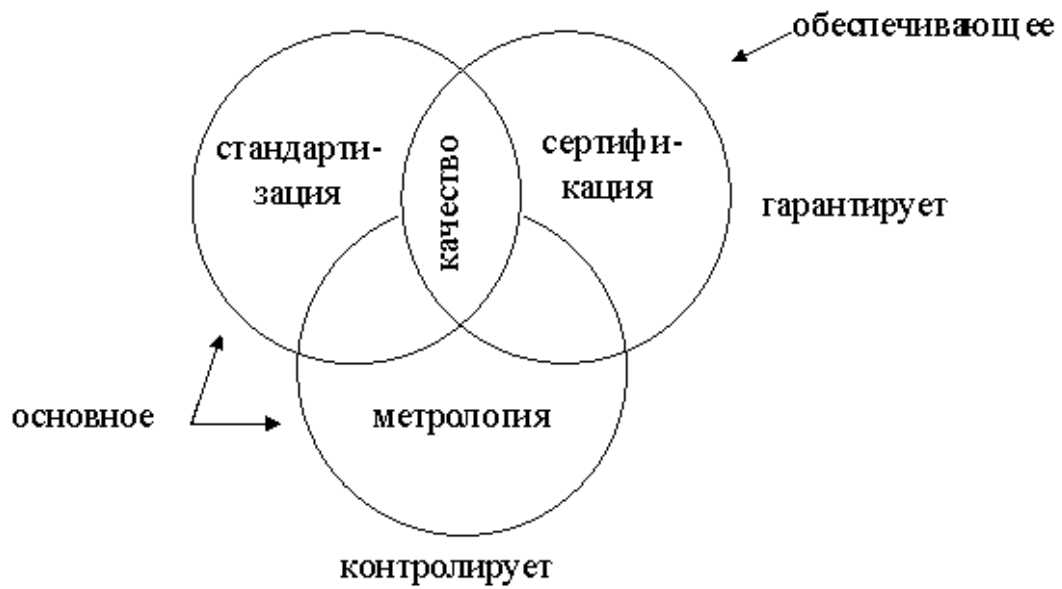 обеспечивающее
стандарти-
зация
качество
сертифи-
кация
гарантирует
основное
метрология
контролирует